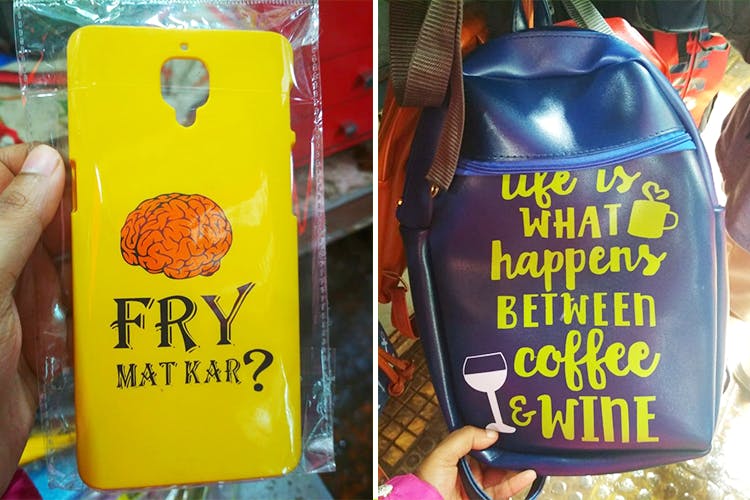 FRY
MAT KAR?
life is
WHAT
happens
BETWEEN
coffee
& WINE